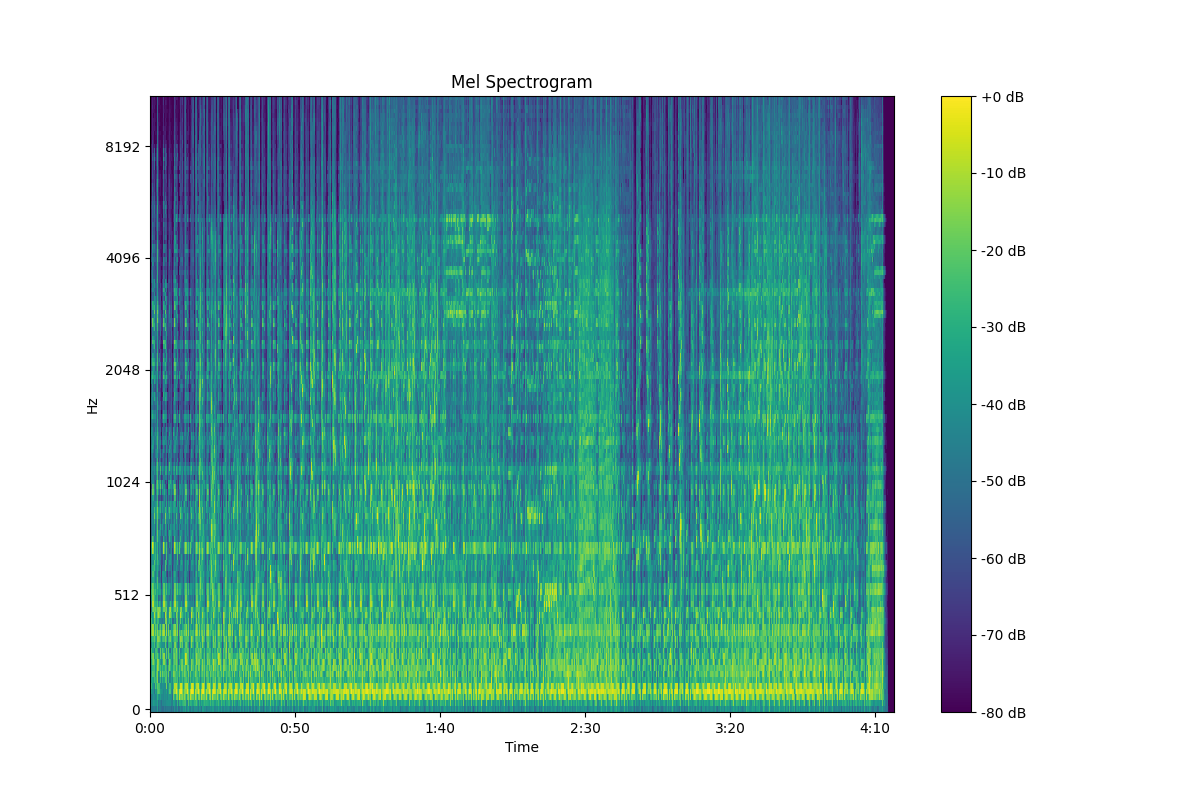 Mel Spectrogram
+0 dB
8192
-10 dB
-20 dB
4096
-30 dB
2048
-40 dB
Hz
1024
-50 dB
-60 dB
512
-70 dB
0
-80 dB
0:00 0:50 1:40 2:30 3:20 4:10
Time